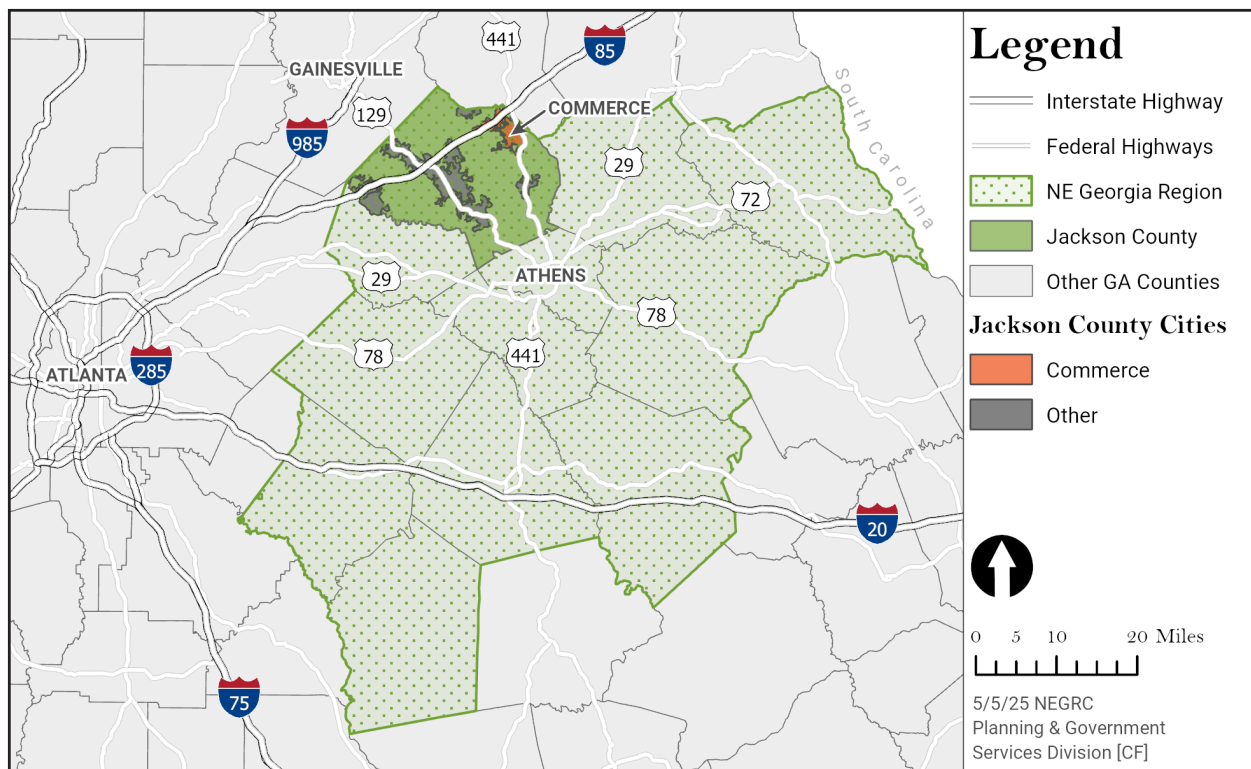 441
85
GAINESVILLE
129
COMMERCE
985
29
72
South Carolina
ATHENS
29
78
78
441
ATLANTA
285
20
75
Legend
Interstate Highway
Federal Highways
NE Georgia Region
Jackson County
Other GA Counties
Jackson County Cities
Commerce
Other
0 5 10 20 Miles
5/5/25 NEGRC
Planning & Government
Services Division [CF]